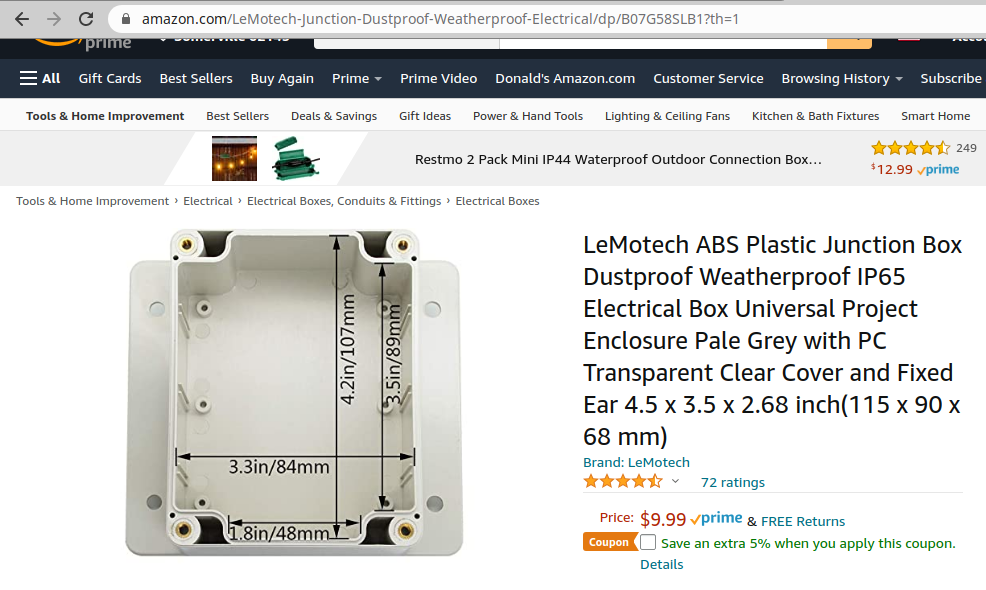 amazon.com/LeMotech-Junction-Dustproof-Weatherproof-Electrical/dp/B07G58SLB1?th=1
prime
All Gift Cards Best Sellers Buy Again Prime Prime Video Donald's Amazon.com Customer Service Browsing History Subscribe
Tools & Home Improvement Best Sellers Deals & Savings Gift Ideas Power & Hand Tools Lighting & Ceiling Fans Kitchen & Bath Fixtures Smart Home
Restmo 2 Pack Mini IP44 Waterproof Outdoor Connection Box… 249
$12.99 prime
Tools & Home Improvement › Electrical › Electrical Boxes, Conduits & Fittings › Electrical Boxes
4.2in/107mm
3.5in/89mm
3.3in/84mm
1.8in/48mm
LeMotech ABS Plastic Junction Box
Dustproof Weatherproof IP65
Electrical Box Universal Project
Enclosure Pale Grey with PC
Transparent Clear Cover and Fixed
Ear 4.5 x 3.5 x 2.68 inch(115 x 90 x
68 mm)
Brand: LeMotech
72 ratings
Price: $9.99 prime & FREE Returns
Coupon Save an extra 5% when you apply this coupon.
Details